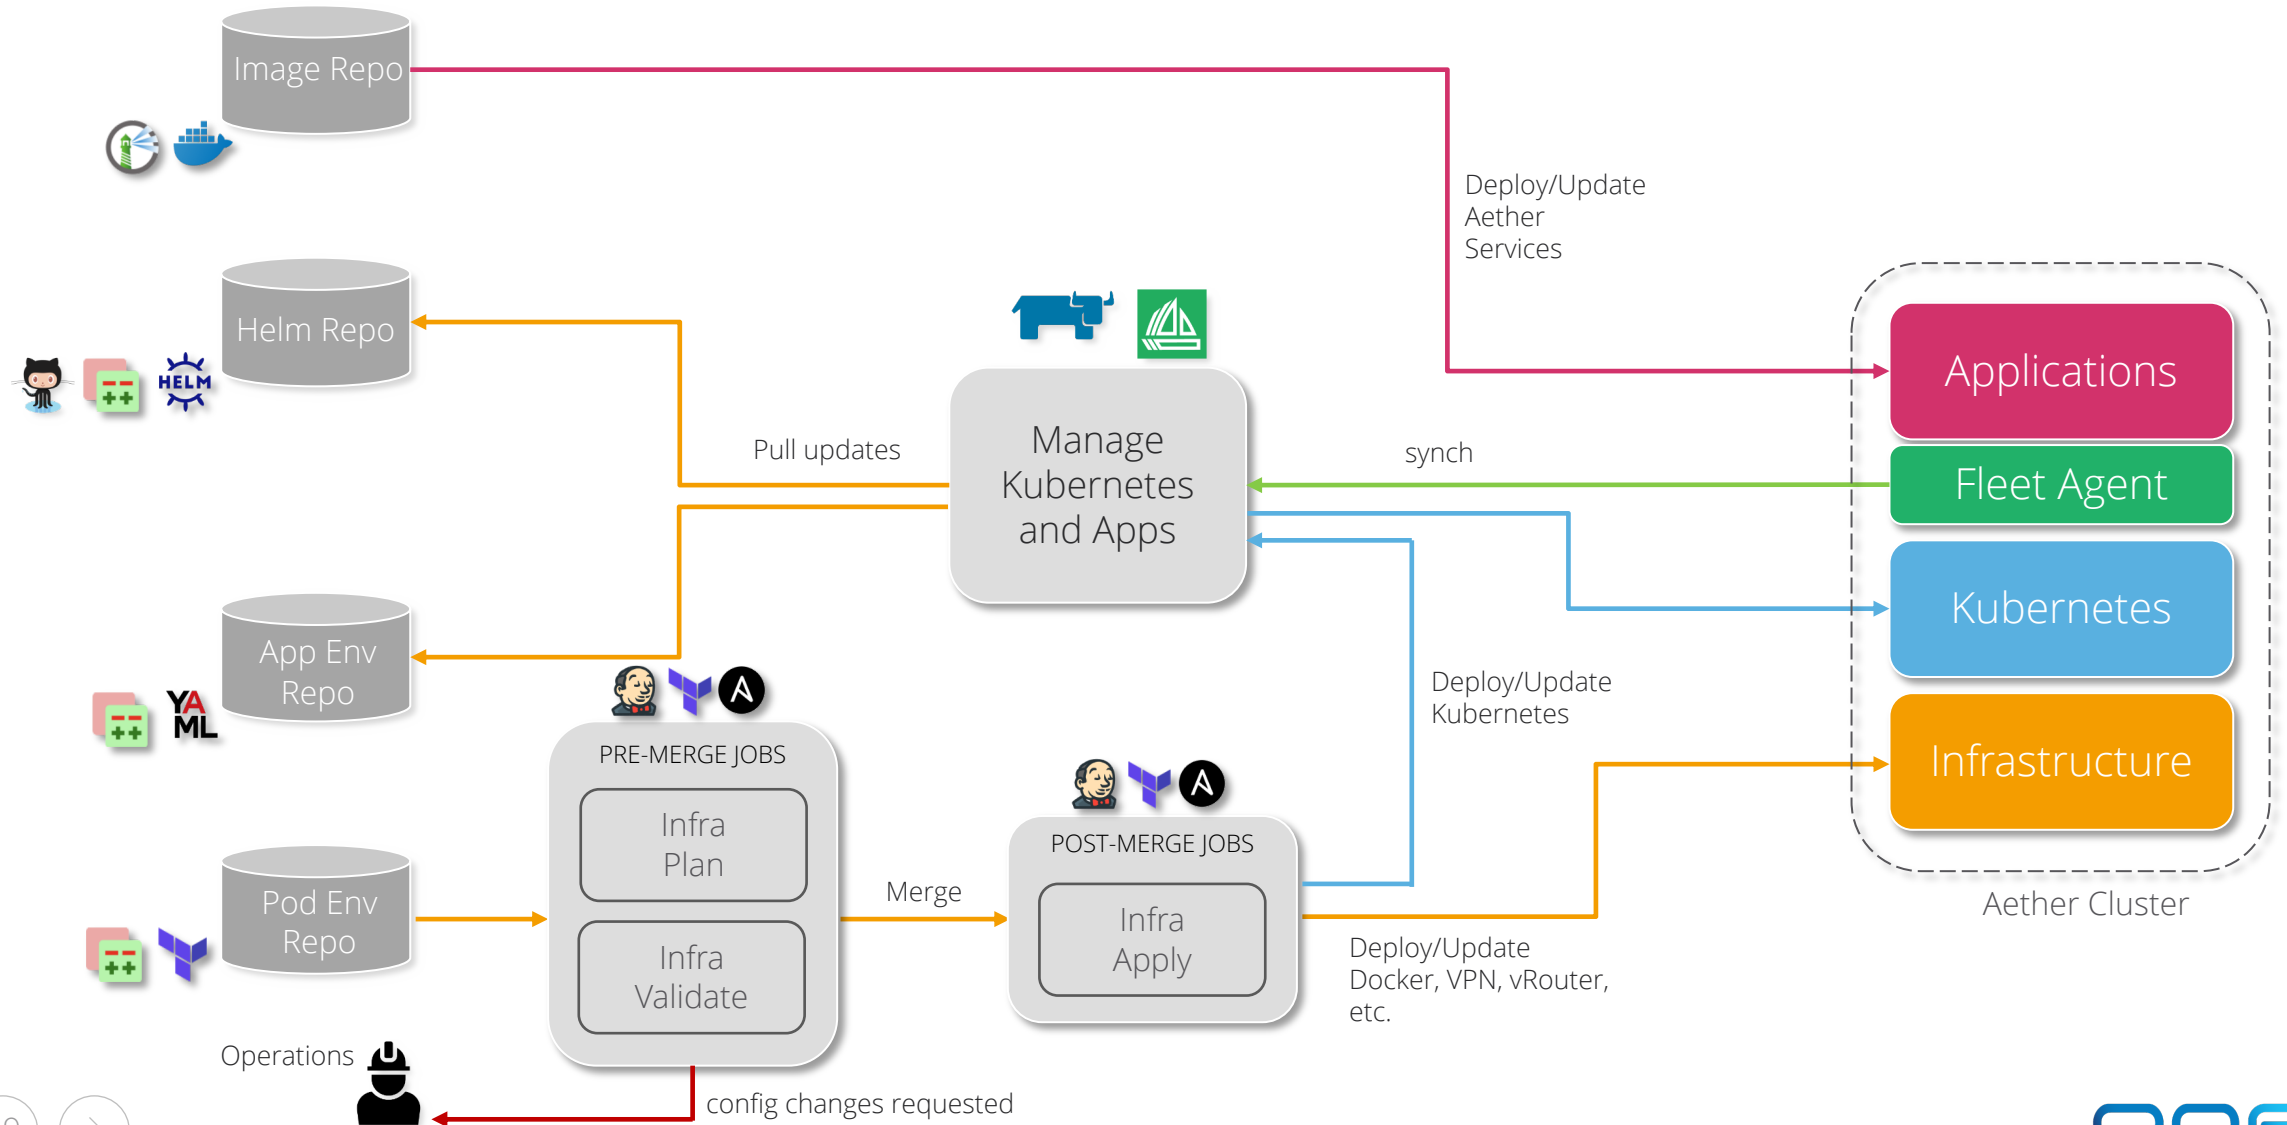 Image Repo
Deploy/Update
Aether
Services
Helm Repo
HELM
Applications
Manage
Kubernetes
and Apps
Pull updates
synch
Fleet Agent
Kubernetes
App Env
Repo
YA
ML
Deploy/Update
Kubernetes
Infrastructure
PRE-MERGE JOBS
Infra
Plan
POST-MERGE JOBS
Pod Env
Repo
Merge
Infra
Apply
Aether Cluster
Infra
Validate
Deploy/Update
Docker, VPN, vRouter,
etc.
Operations
config changes requested